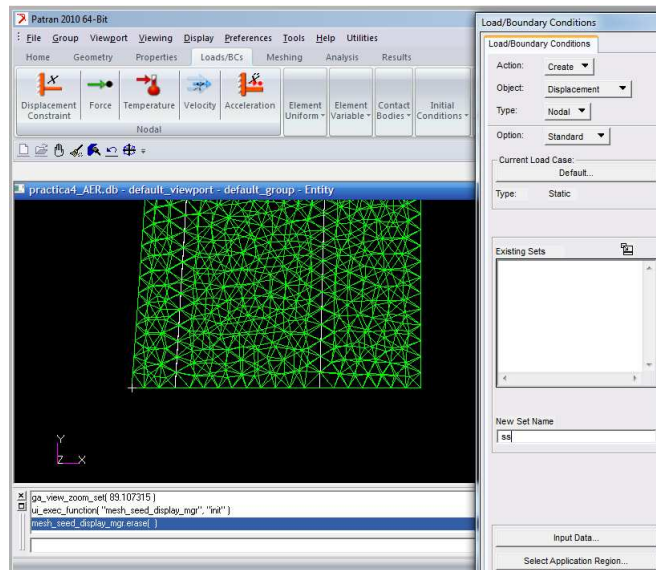 Patran 2010 64-Bit
File Group Viewport Viewing Display Preferences Tools Help Utilities
Home Geometry Properties Loads/BCs Meshing Analysis Results
Displacement Constraint
Force
Temperature
Velocity
Acceleration
Element Uniform
Element Variable
Contact Bodies
Initial Conditions
Nodal
practica4_AER.db - default_viewport - default_group - Entity
Y
Z X
ga_view_zoom_set( 89.107315 )
ui_exec_function( "mesh_seed_display_mgr", "init" )
mesh_seed_display_mgr.erase( )
Load/Boundary Conditions
Load/Boundary Conditions
Action: Create
Object: Displacement
Type: Nodal
Option: Standard
Current Load Case:
Default...
Type: Static
Existing Sets
New Set Name
ss
Input Data...
Select Application Region...